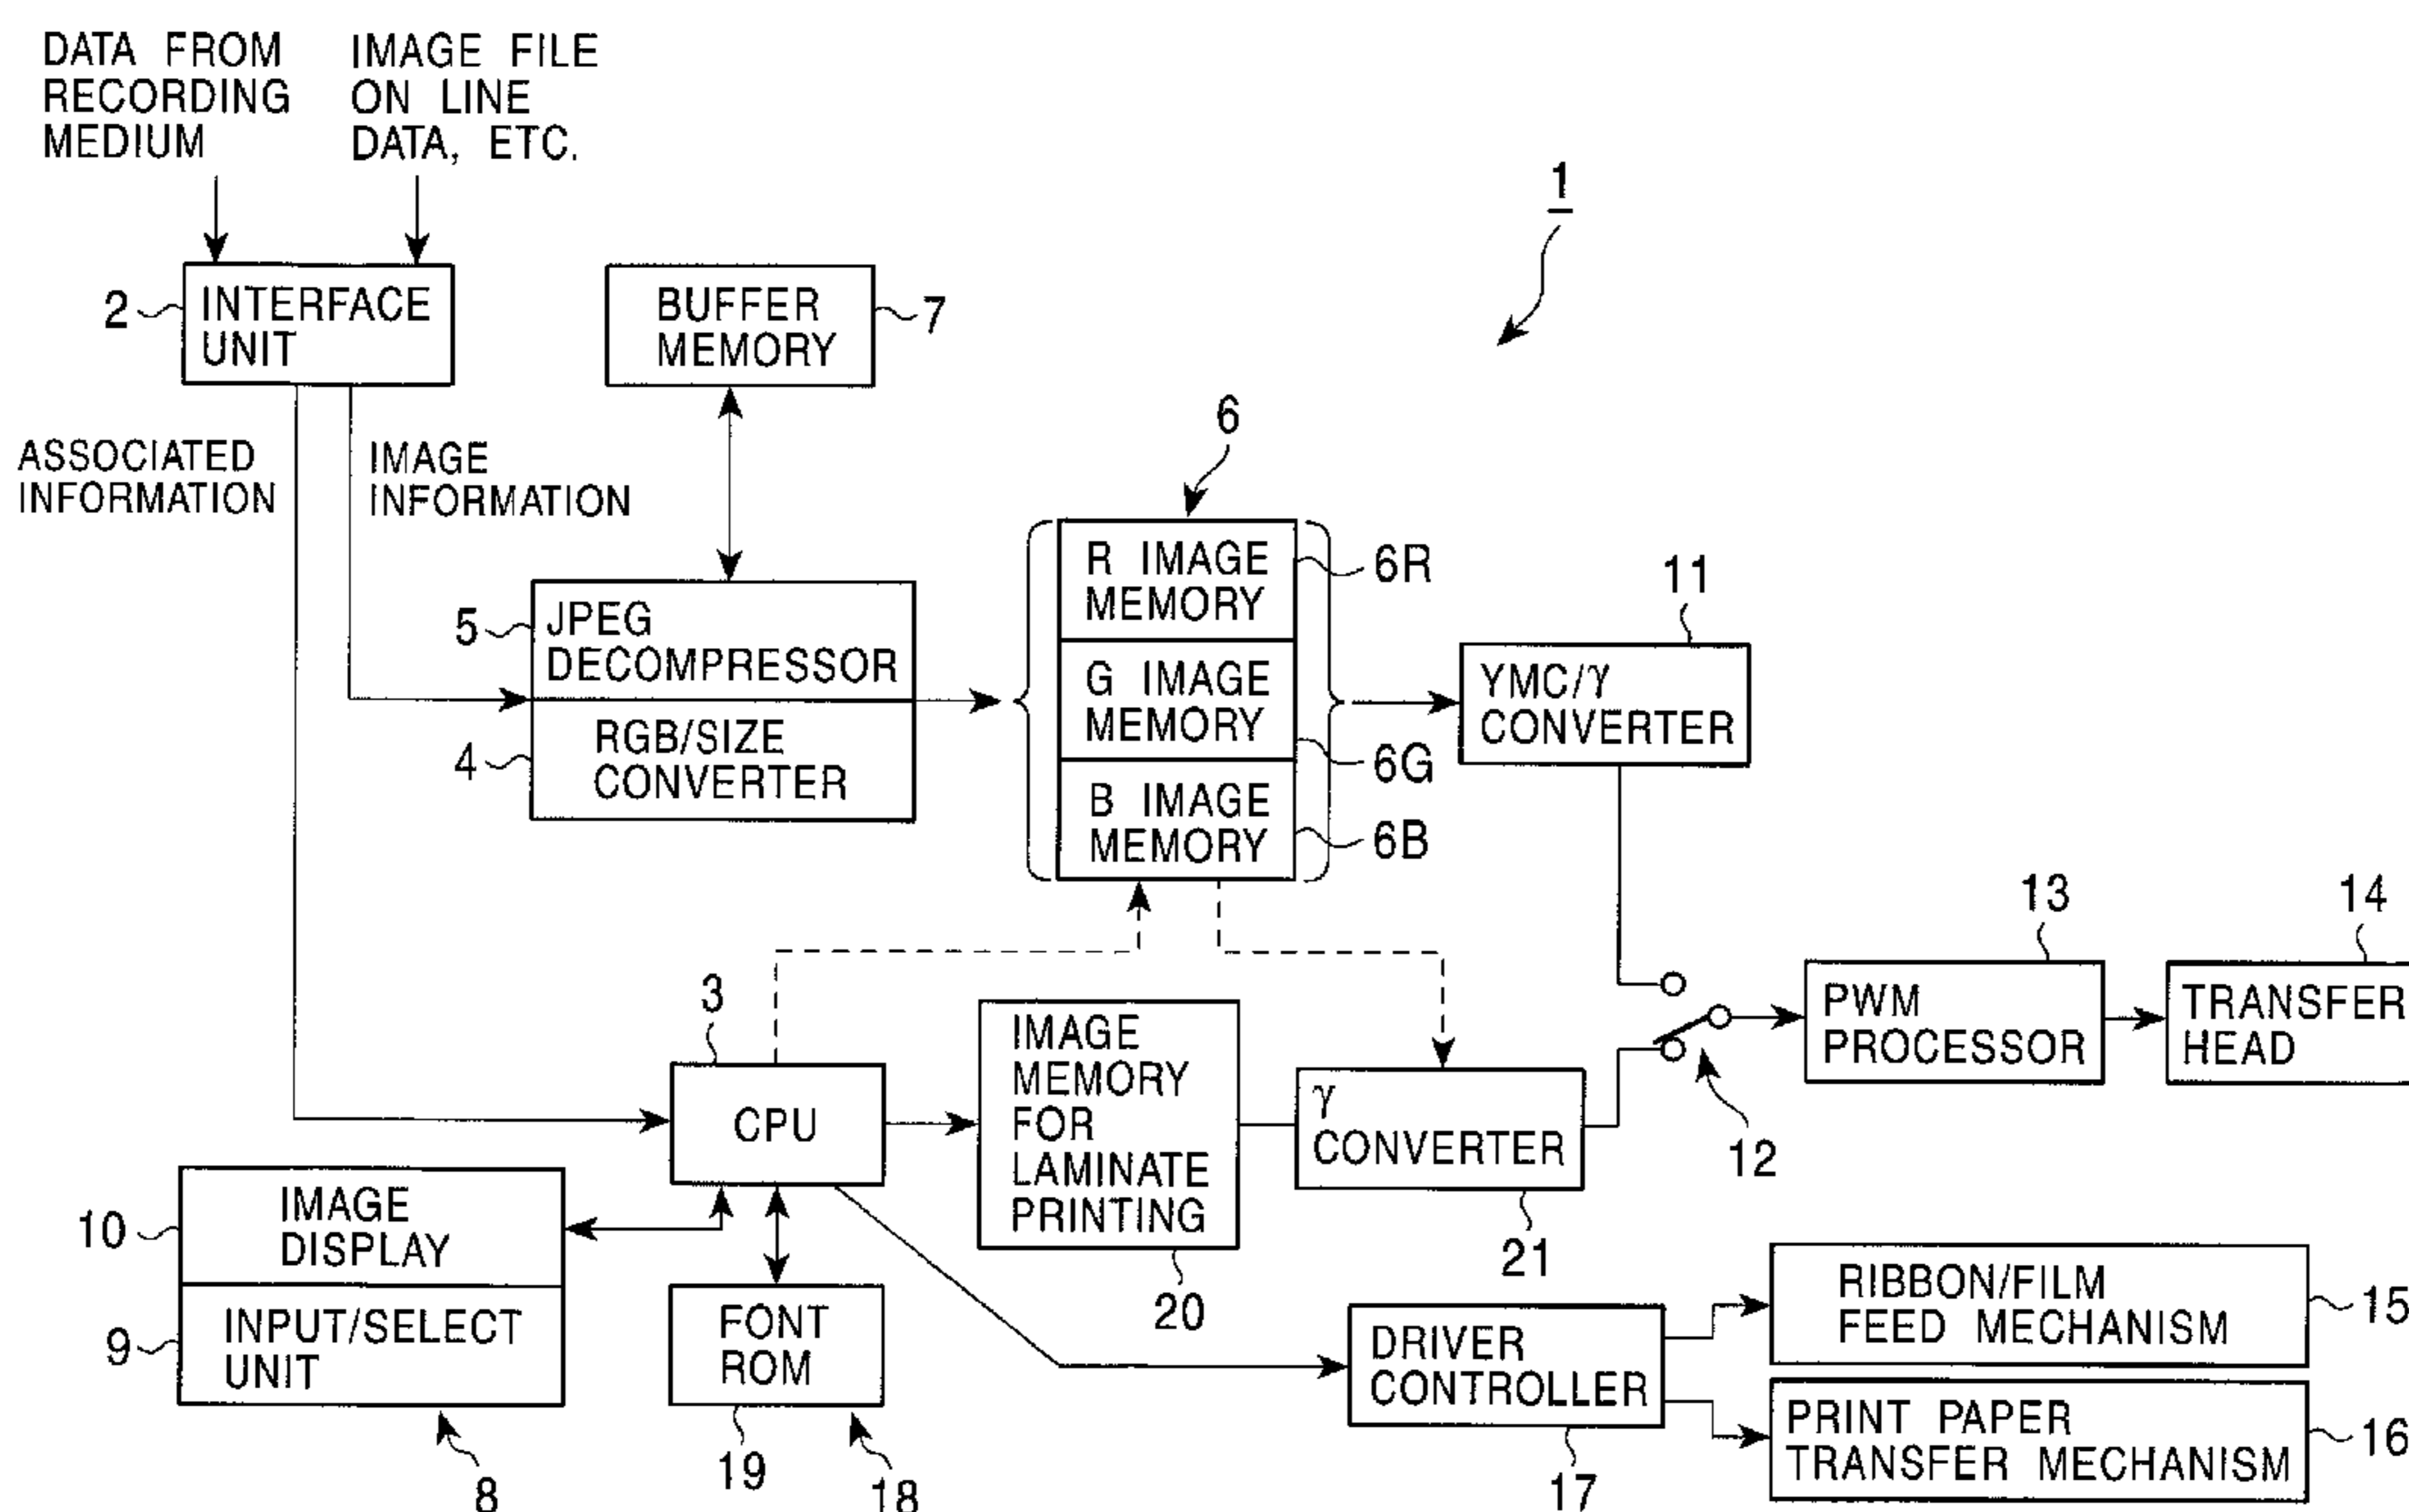 DATA FROM
RECORDING
MEDIUM
IMAGE FILE
ON LINE
DATA, ETC.
1
2
INTERFACE
UNIT
BUFFER
MEMORY
7
ASSOCIATED
INFORMATION
IMAGE
INFORMATION
6
R IMAGE
MEMORY
6R
G IMAGE
MEMORY
6G
B IMAGE
MEMORY
6B
5
JPEG
DECOMPRESSOR
4
RGB/SIZE
CONVERTER
11
YMC/γ
CONVERTER
13
PWM
PROCESSOR
14
TRANSFER
HEAD
12
3
CPU
IMAGE
MEMORY
FOR
LAMINATE
PRINTING
20
γ
CONVERTER
21
10
IMAGE
DISPLAY
9
INPUT/SELECT
UNIT
8
FONT
ROM
19
18
DRIVER
CONTROLLER
17
RIBBON/FILM
FEED MECHANISM
15
PRINT PAPER
TRANSFER MECHANISM
16